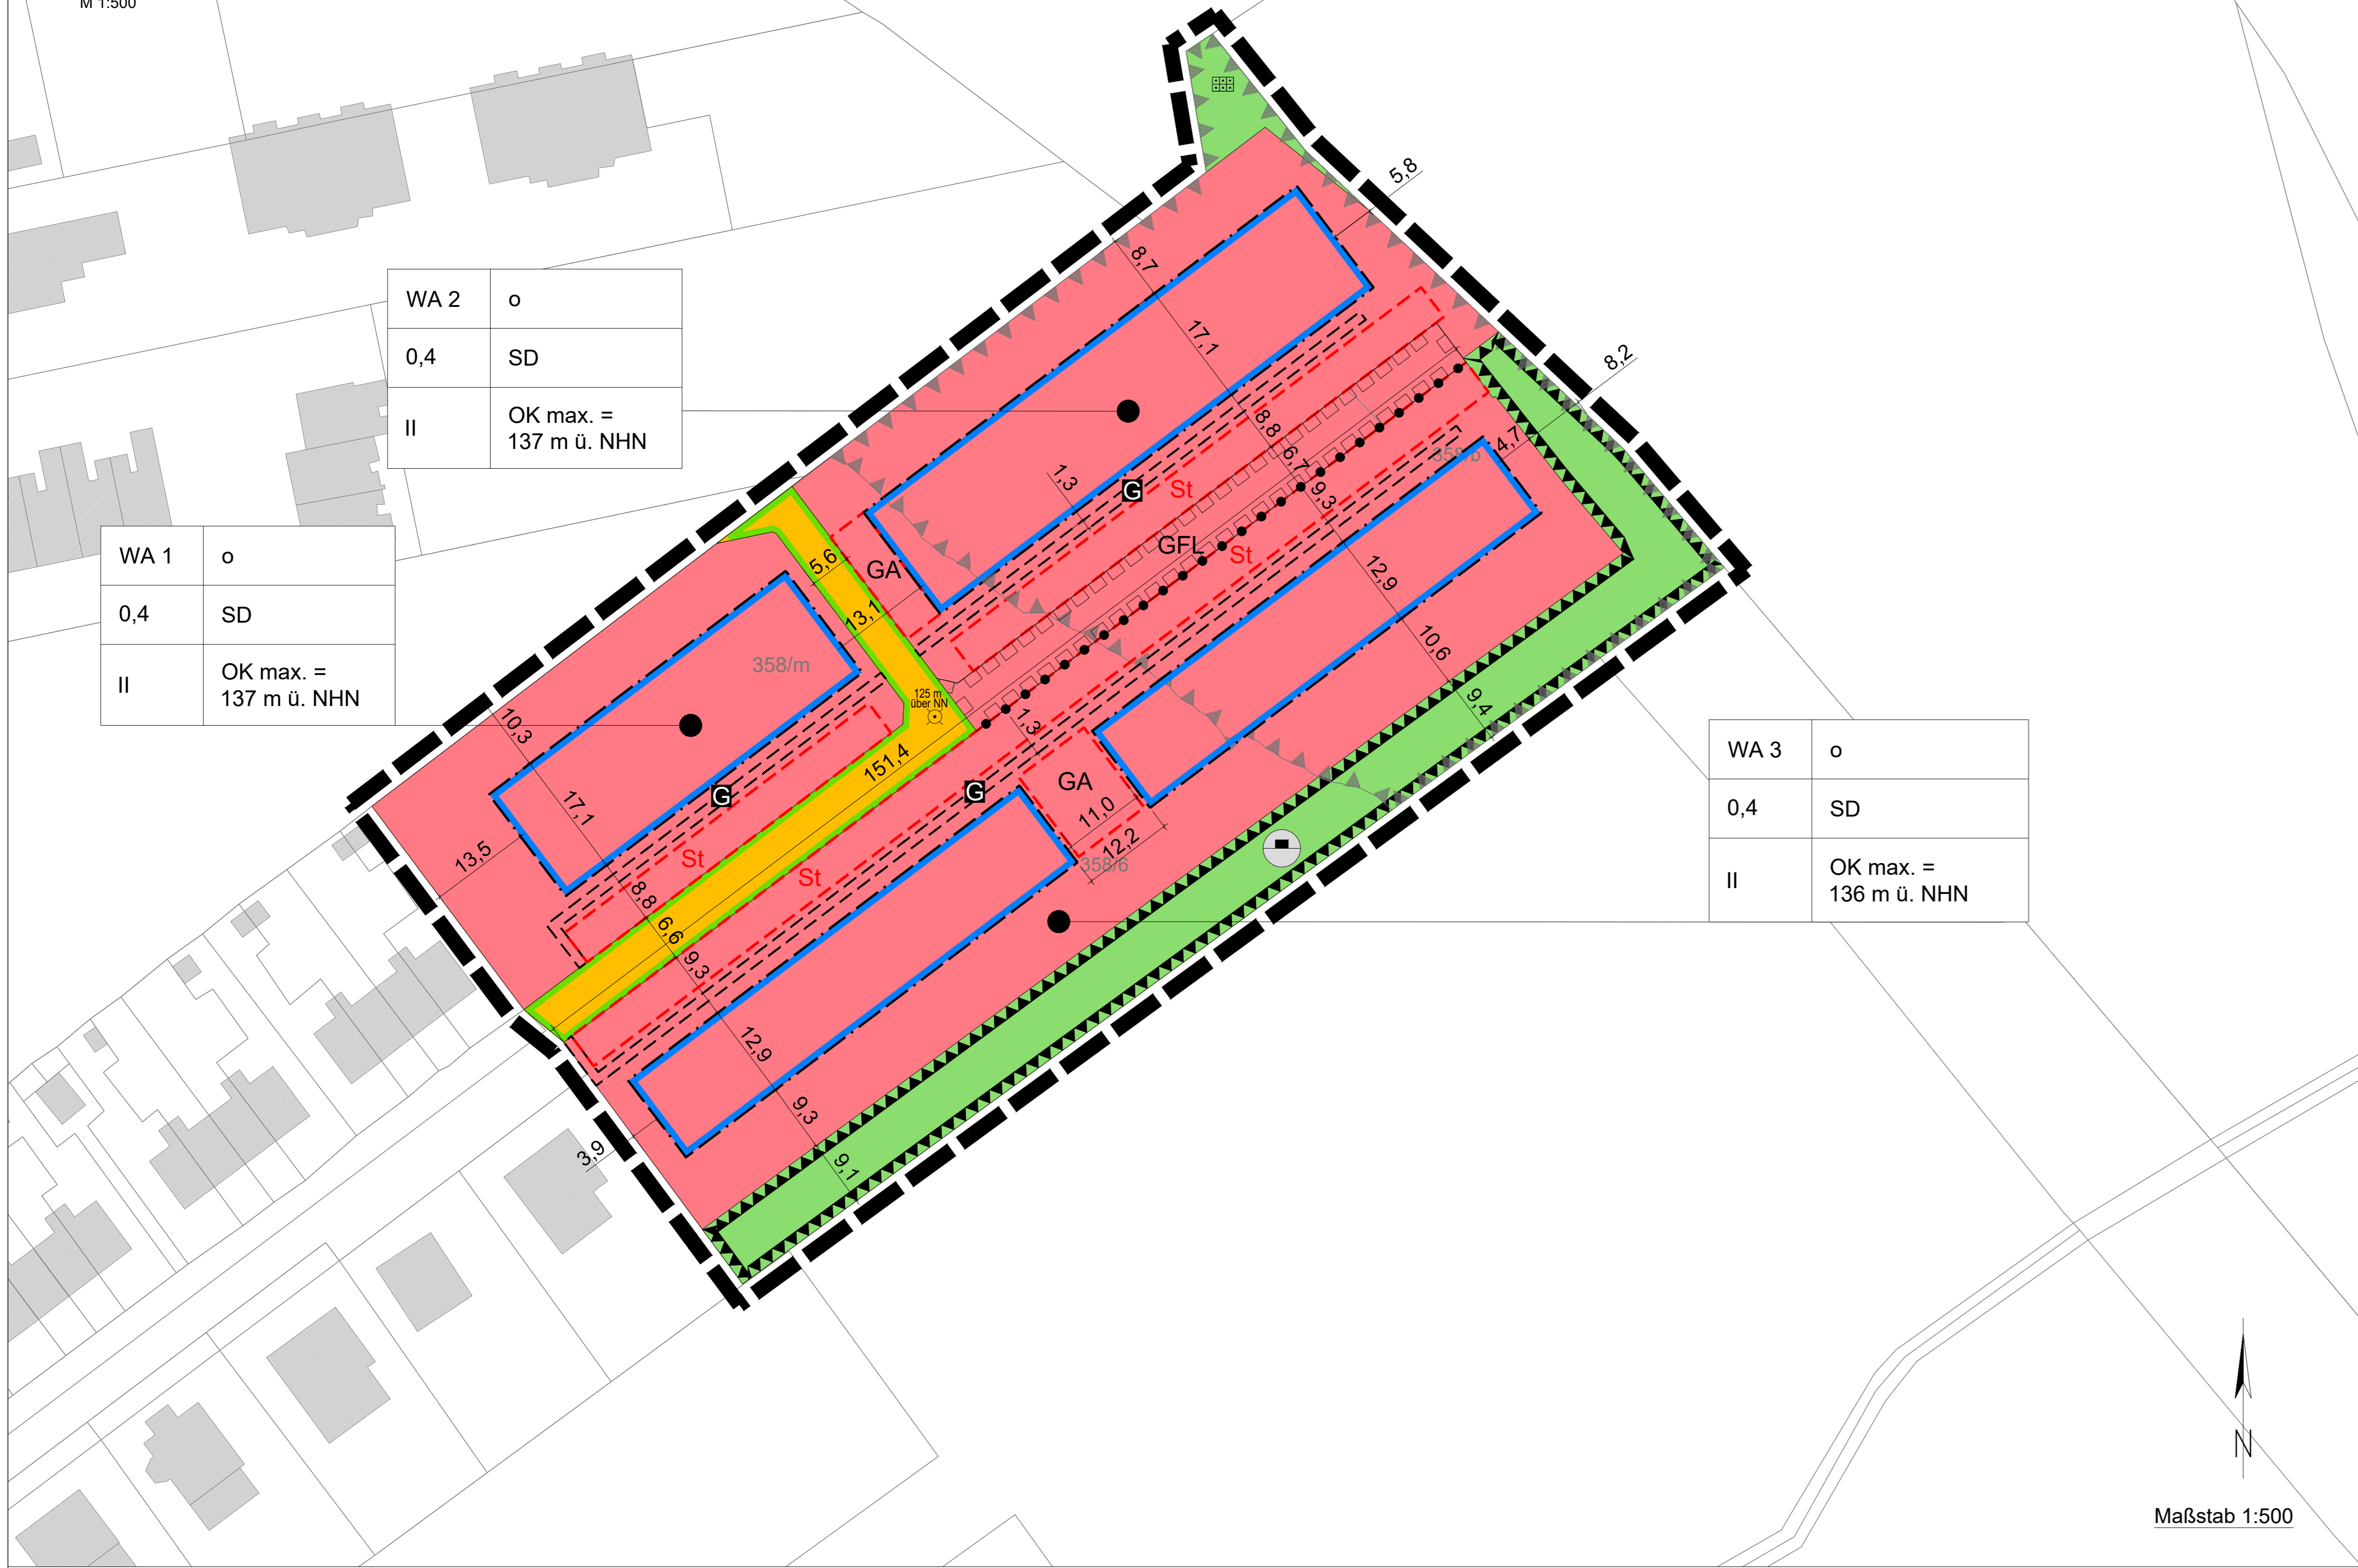 M 1:500
5,8
8,7
WA 2
o
0,4
SD
II
OK max. =
137 m ü. NHN
17,1
8,2
8,8
6,7
4,7
358/b
1,3
G
St
9,3
WA 1
o
0,4
SD
II
OK max. =
137 m ü. NHN
GFL
St
5,6
GA
12,9
13,1
10,6
358/m
125 m
über NN
10,3
1,3
9,4
151,4
WA 3
o
0,4
SD
II
OK max. =
136 m ü. NHN
GA
G
G
17,1
11,0
12,2
13,5
St
358/6
St
8,8
6,6
9,3
12,9
9,3
3,9
9,1
N
Maßstab 1:500